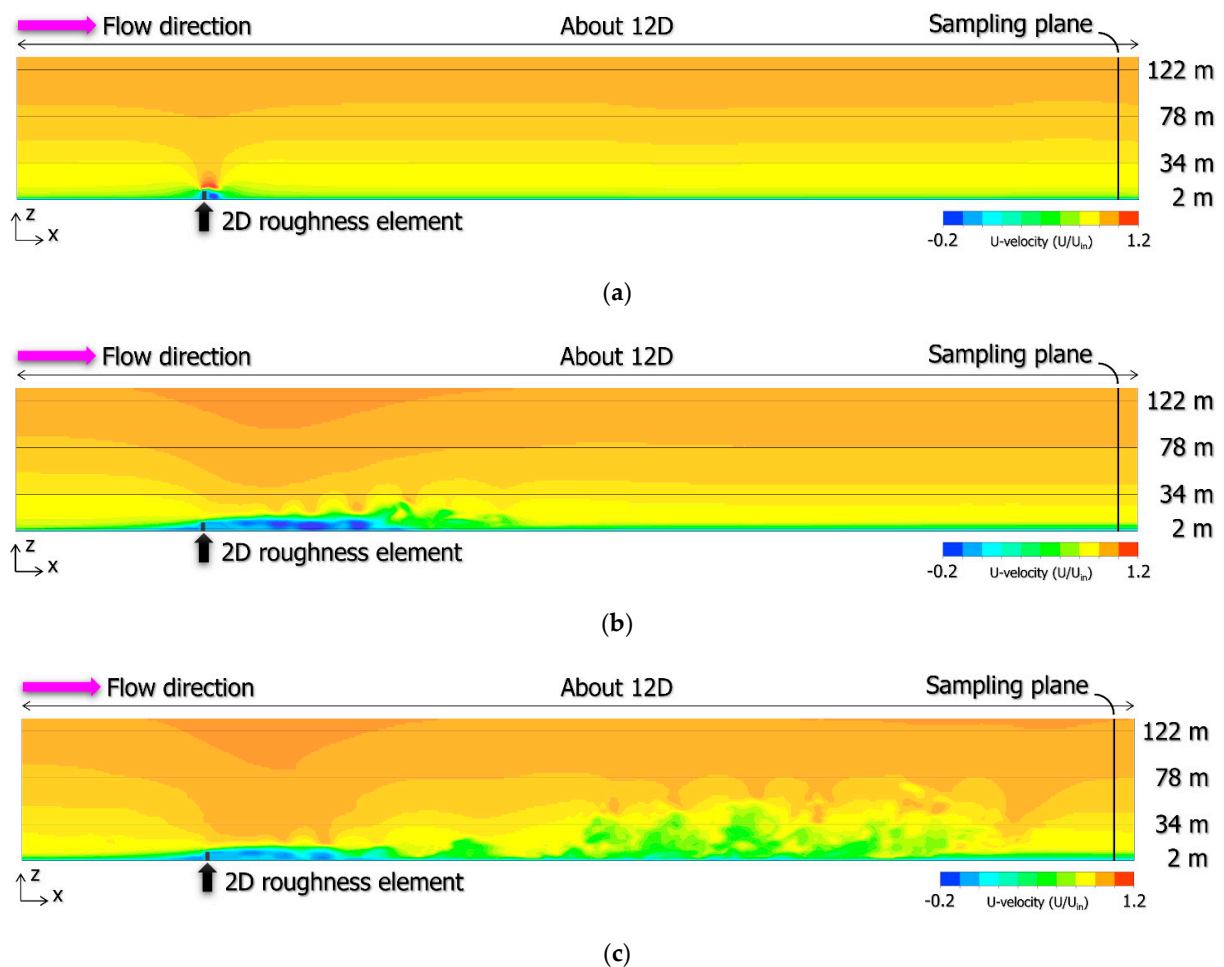 Flow direction About 12D Sampling plane
122 m
78 m
34 m
2 m
z
x
2D roughness element
-0.2 U-velocity (U/Uin) 1.2
(a)
Flow direction About 12D Sampling plane
122 m
78 m
34 m
2 m
z
x
2D roughness element
-0.2 U-velocity (U/Uin) 1.2
(b)
Flow direction About 12D Sampling plane
122 m
78 m
34 m
2 m
z
x
2D roughness element
-0.2 U-velocity (U/Uin) 1.2
(c)